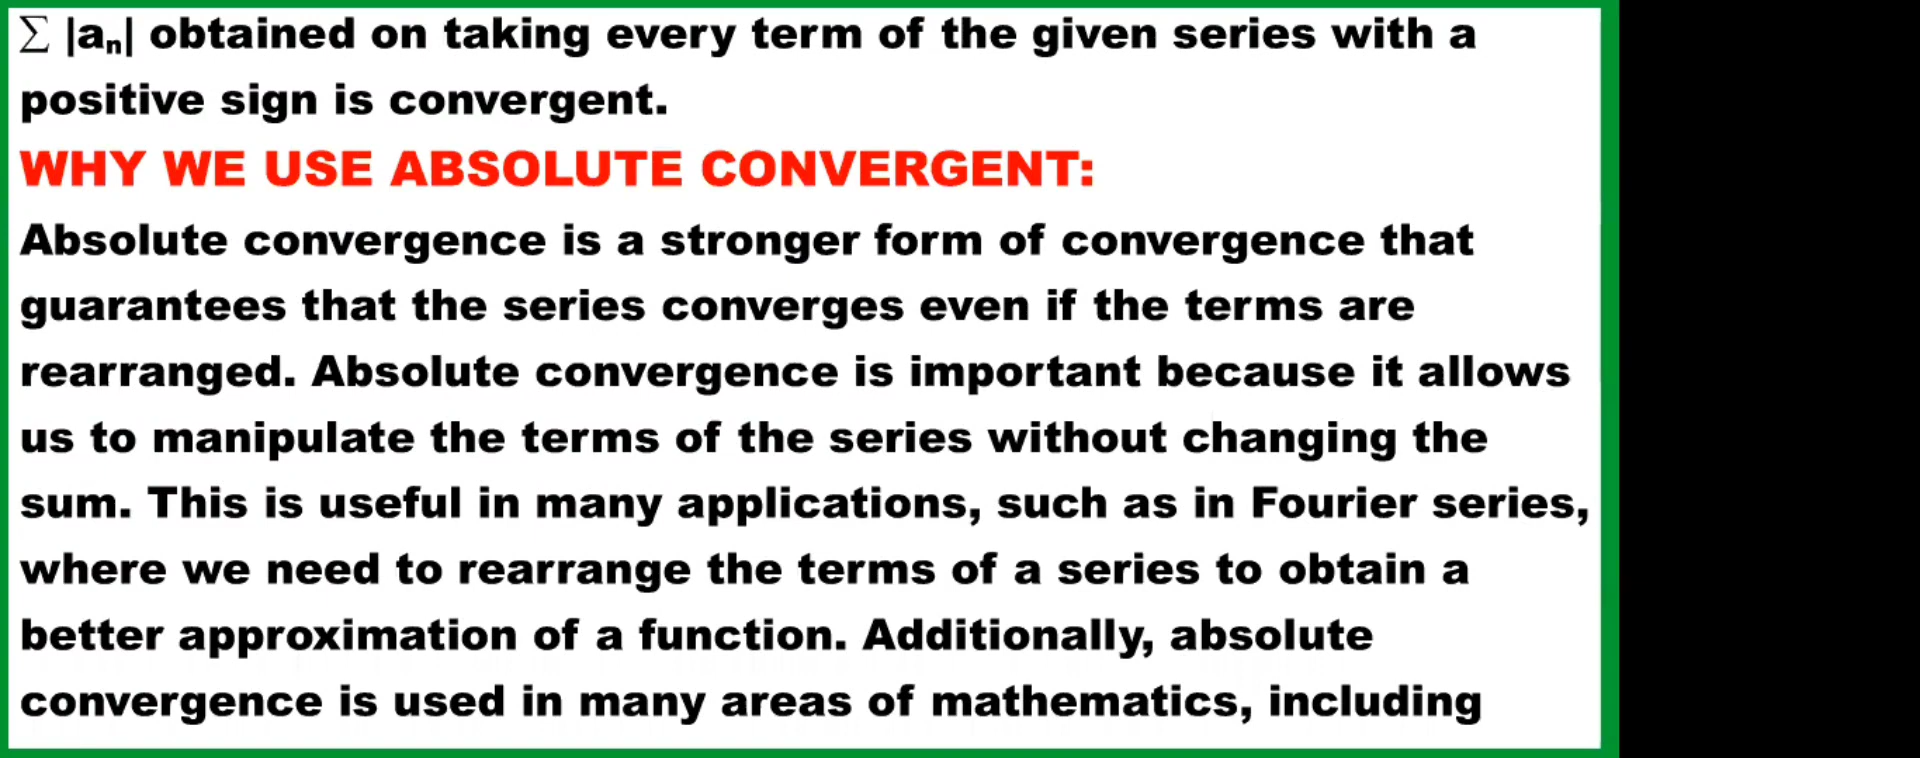 ∑ |aₙ| obtained on taking every term of the given series with a
positive sign is convergent.
WHY WE USE ABSOLUTE CONVERGENT:
Absolute convergence is a stronger form of convergence that
guarantees that the series converges even if the terms are
rearranged. Absolute convergence is important because it allows
us to manipulate the terms of the series without changing the
sum. This is useful in many applications, such as in Fourier series,
where we need to rearrange the terms of a series to obtain a
better approximation of a function. Additionally, absolute
convergence is used in many areas of mathematics, including